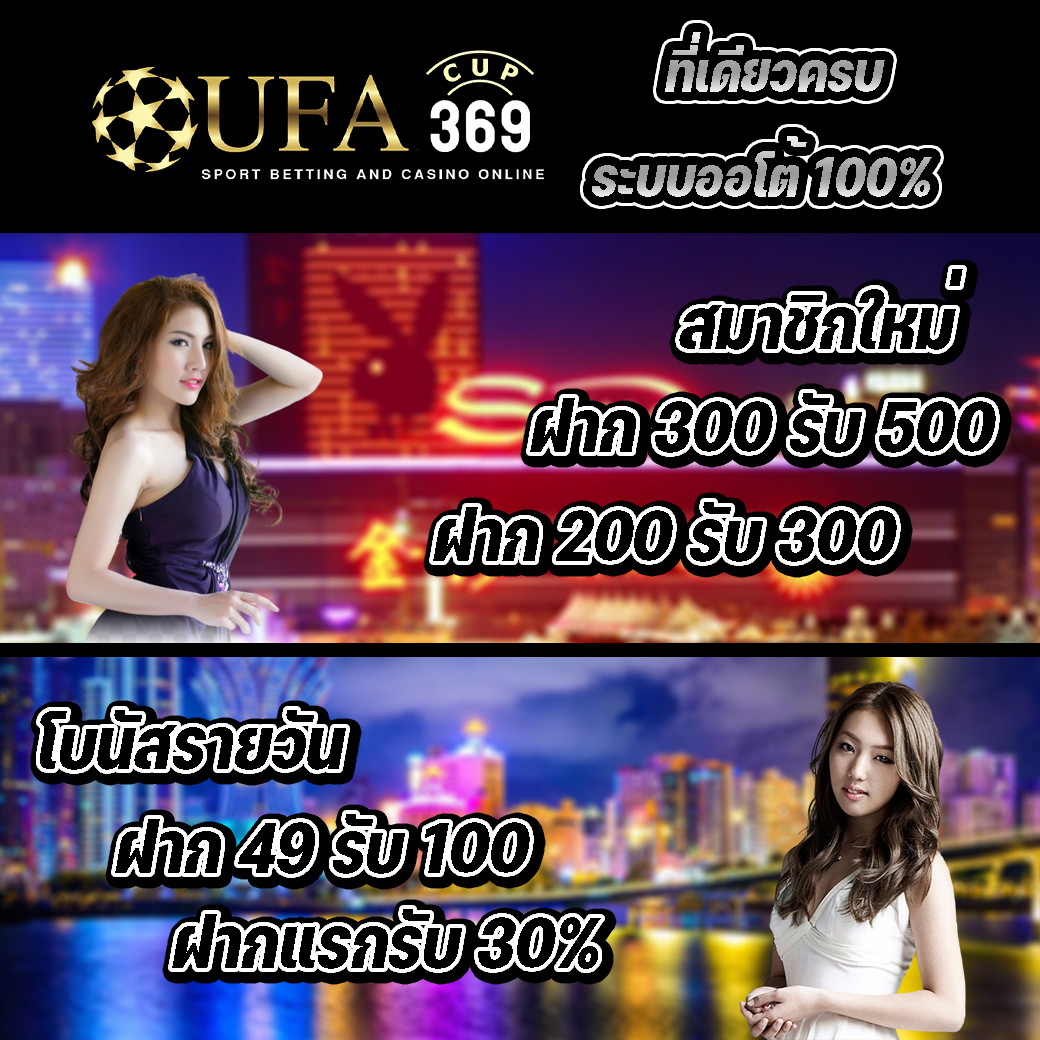 UFA
CUP
369
SPORT BETTING AND CASINO ONLINE
ที่เดียวครบ
ระบบออโต้ 100%
สมาชิกใหม่
ฝาก 300 รับ 500
ฝาก 200 รับ 300
金
โบนัสรายวัน
ฝาก 49 รับ 100
ฝากแรกรับ 30%